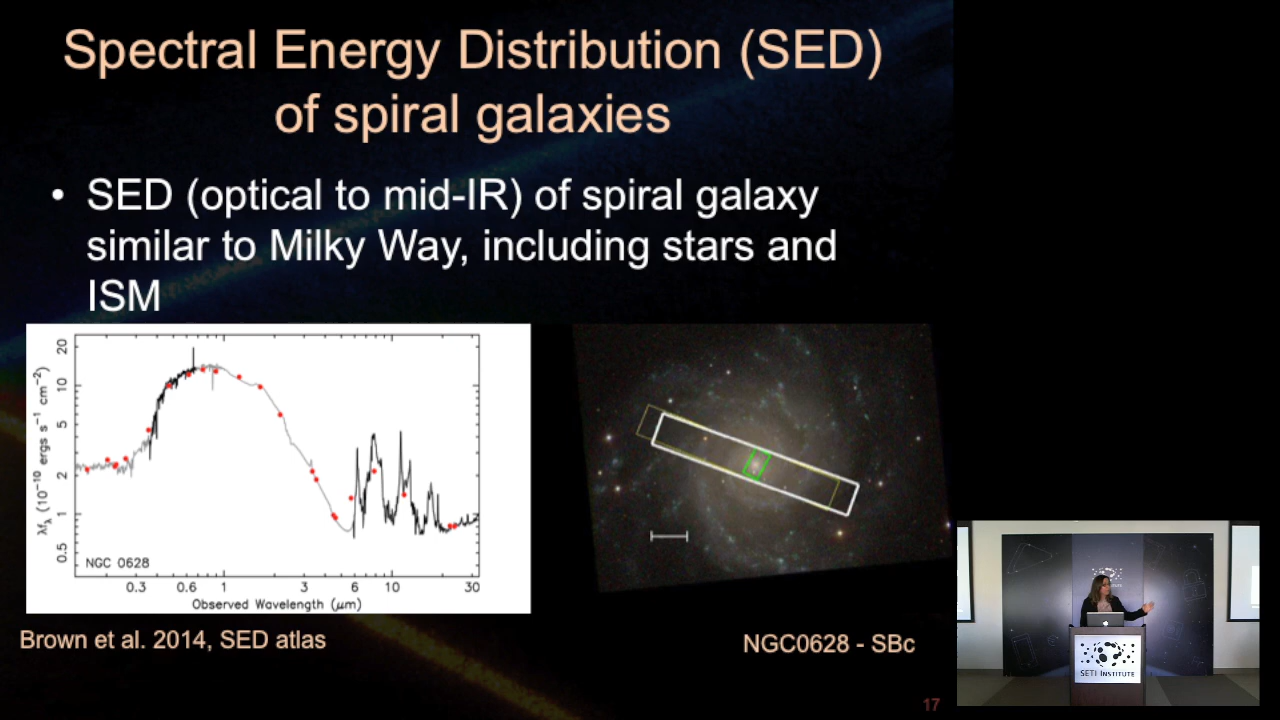 Spectral Energy Distribution (SED)
of spiral galaxies
• SED (optical to mid-IR) of spiral galaxy
similar to Milky Way, including stars and
ISM
20
10
5
2
1
0.5
λf_λ (10⁻¹⁰ ergs s⁻¹ cm⁻²)
NGC 0628
0.3 0.6 1 3 6 10 30
Observed Wavelength (μm)
Brown et al. 2014, SED atlas
NGC0628 - SBc
17
SETI INSTITUTE